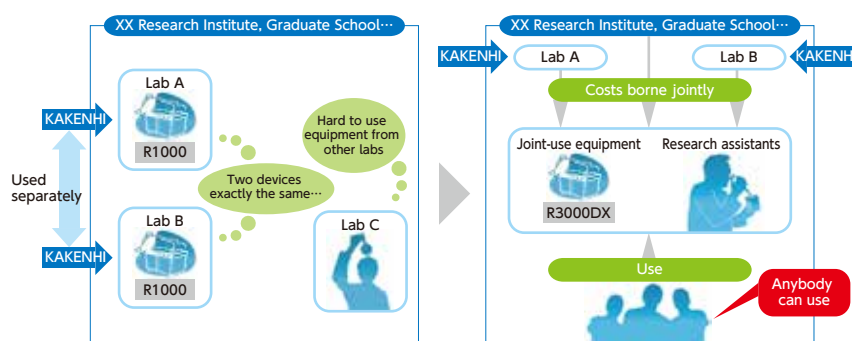 XX Research Institute, Graduate School…
Lab A
KAKENHI
R1000
Hard to use
equipment from
other labs
Two devices
exactly the same…
Used
separately
Lab B
KAKENHI
R1000
Lab C
XX Research Institute, Graduate School…
KAKENHI
Lab A
Lab B
KAKENH
Costs borne jointly
Joint-use equipment
Research assistants
R3000DX
Use
Anybody
can use